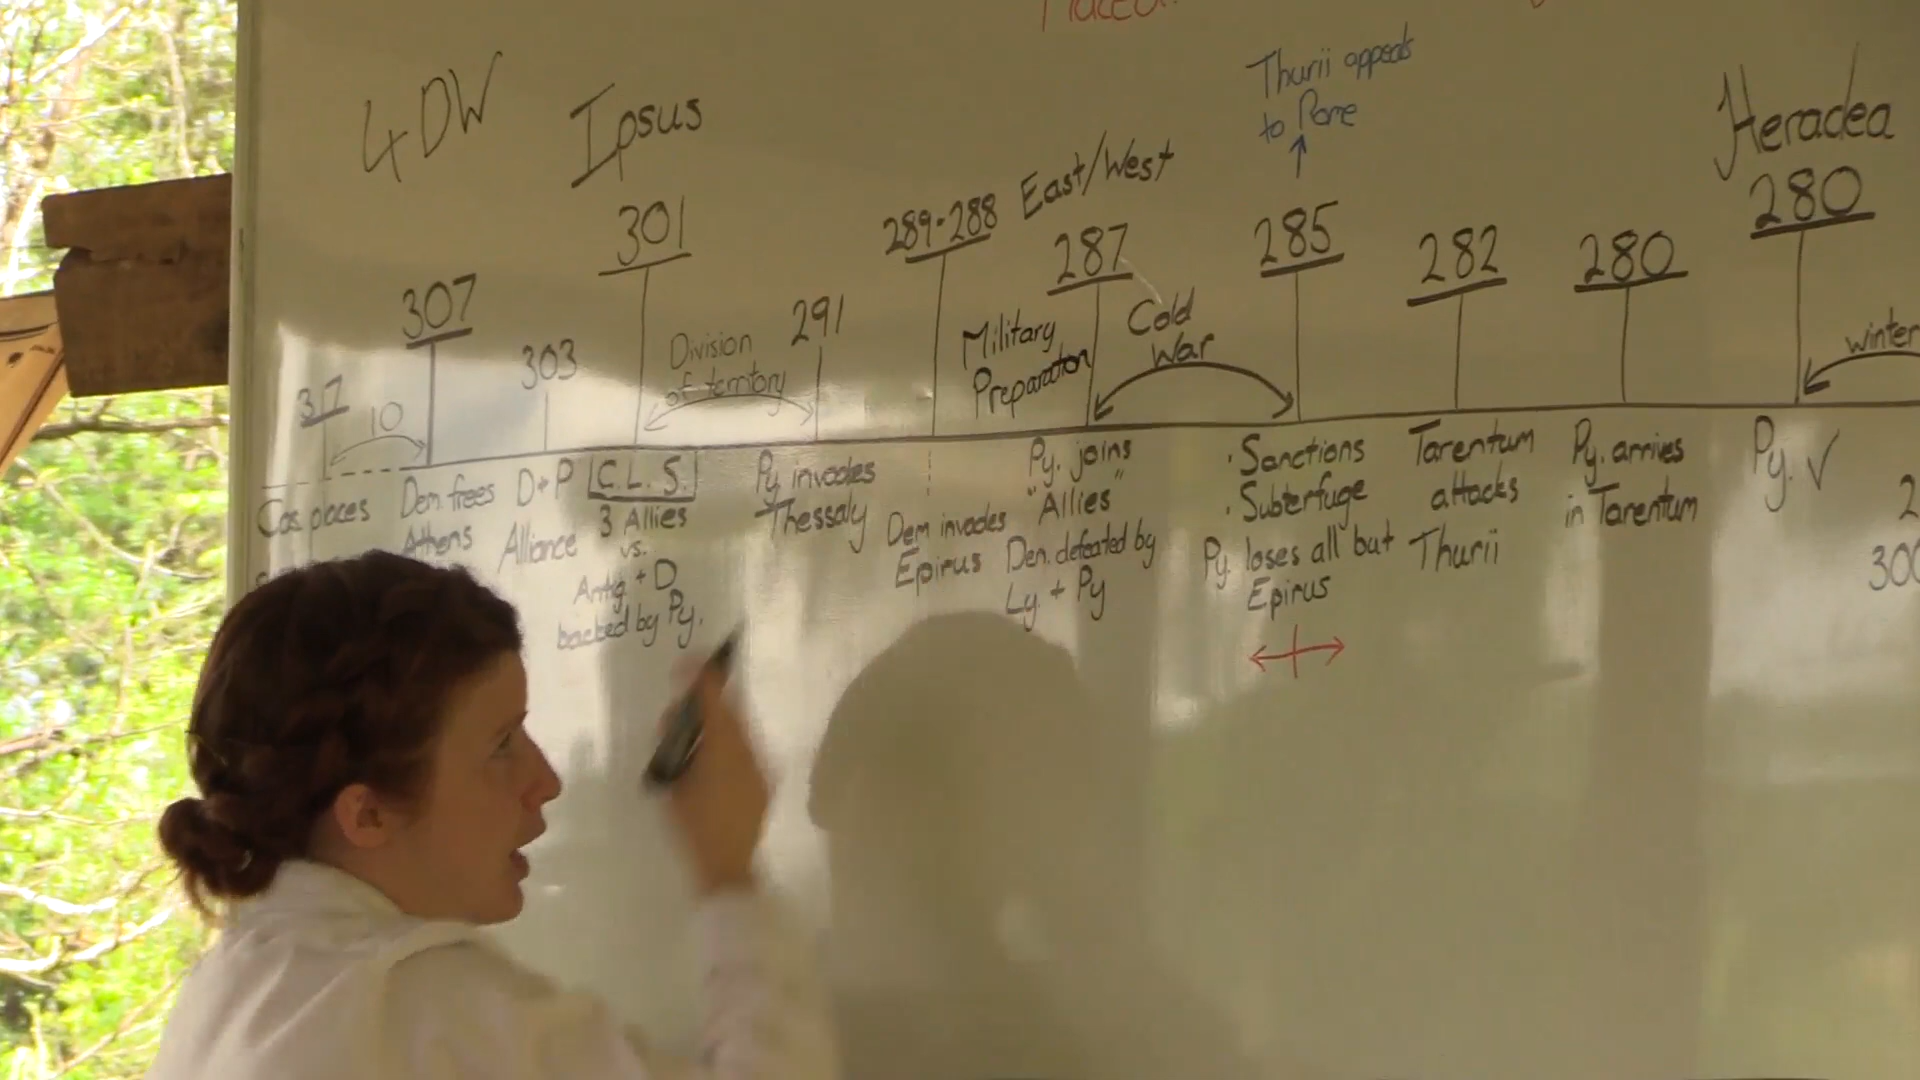 4DW
Ipsus
East/West
Thurii appeals
to Rome
Heraclea
317
307
303
301
291
289-288
287
285
282
280
280
10
Division
of territory
Military
Preparation
Cold
War
winter
Cas. places
Dem. frees
Athens
D+P
Alliance
C. L. S.
3 Allies
vs.
Antig + D
backed by Py.
Py. invades
Thessaly
Dem invades
Epirus
Py. joins
"Allies"
Dem. defeated by
Ly. + Py
· Sanctions
· Subterfuge
Py. loses all but
Epirus
Tarentum
attacks
Thurii
Py. arrives
in Tarentum
Py. ✓